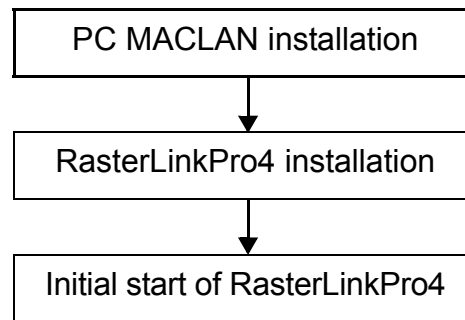 PC MACLAN installation
RasterLinkPro4 installation
Initial start of RasterLinkPro4